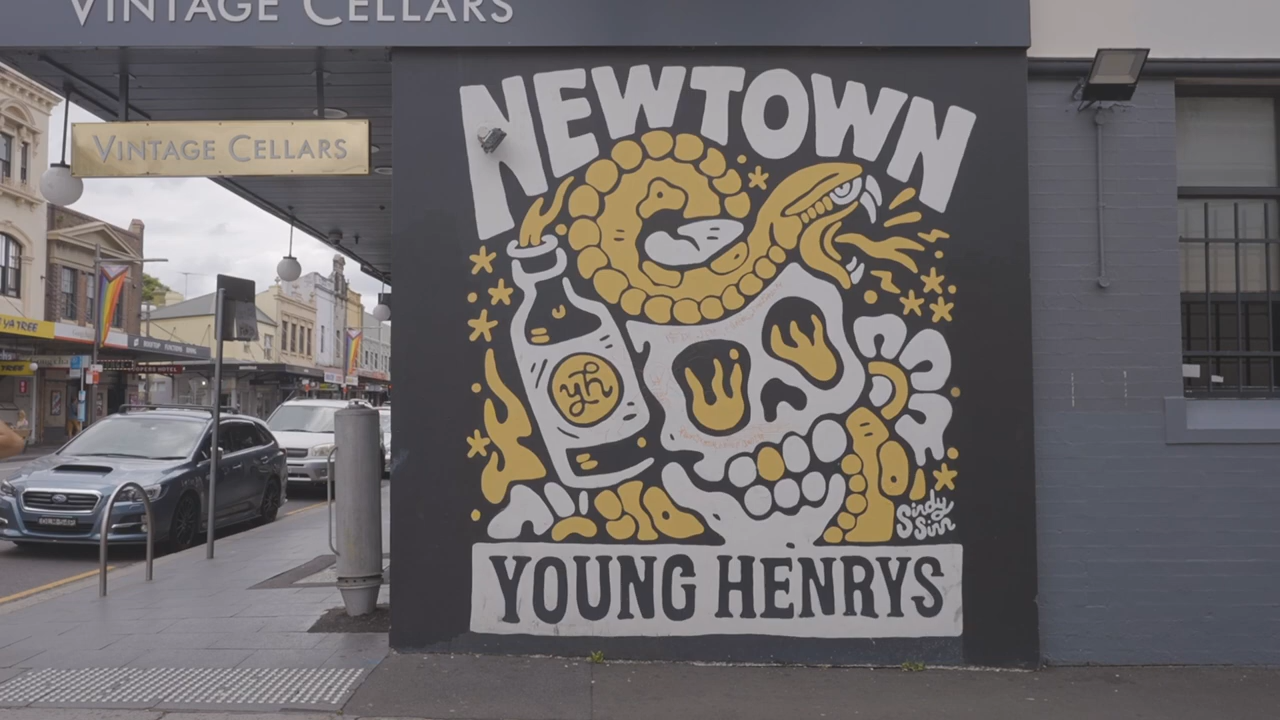 VINTAGE CELLARS
VINTAGE CELLARS
NEWTOWN
yh
Sindy
Sinn
YOUNG HENRYS